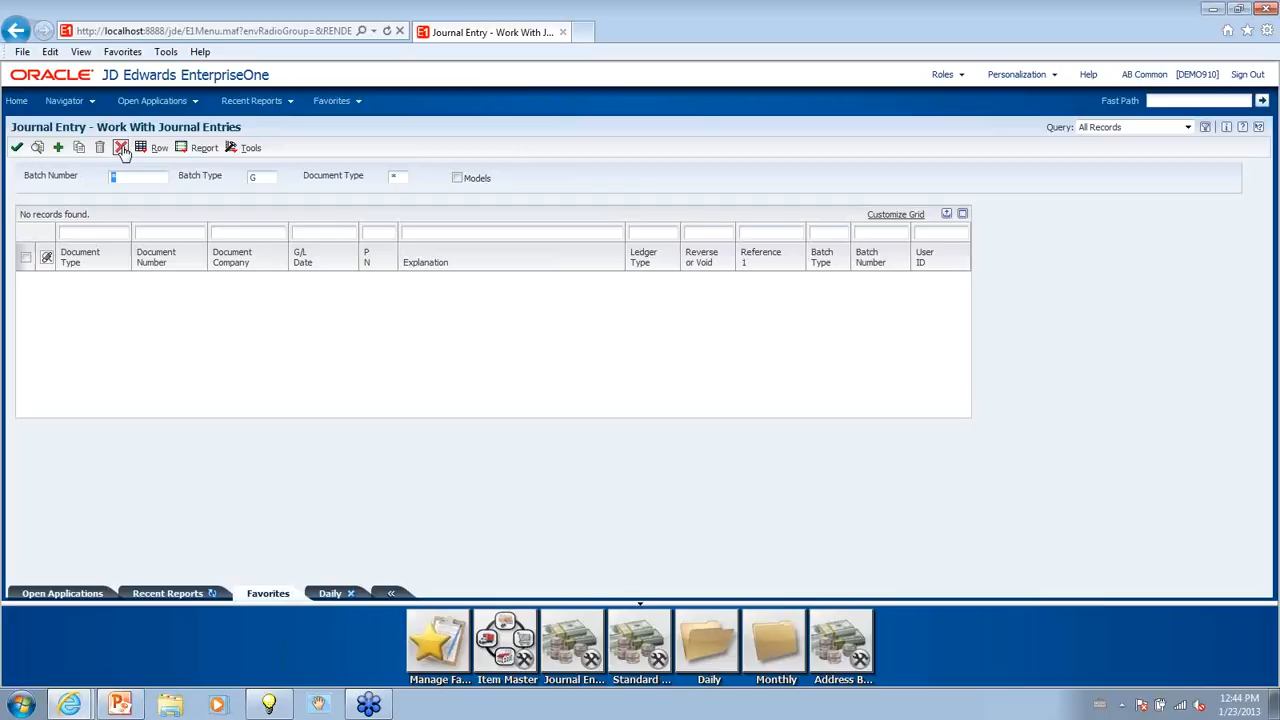 http://localhost:8888/jde/E1Menu.maf?envRadioGroup=&RENDE
E1 Journal Entry - Work With J...
File Edit View Favorites Tools Help
ORACLE JD Edwards EnterpriseOne
Roles Personalization Help AB Common [DEMO910] Sign Out
Home Navigator Open Applications Recent Reports Favorites Fast Path
Journal Entry - Work With Journal Entries
Query: All Records
Row Report Tools
Batch Number * Batch Type G Document Type * Models
No records found. Customize Grid
Document Type
Document Number
Document Company
G/L Date
P N
Explanation
Ledger Type
Reverse or Void
Reference 1
Batch Type
Batch Number
User ID
Open Applications Recent Reports Favorites Daily
Manage Fa... Item Master Journal En... Standard ... Daily Monthly Address B...
12:44 PM
1/23/2013